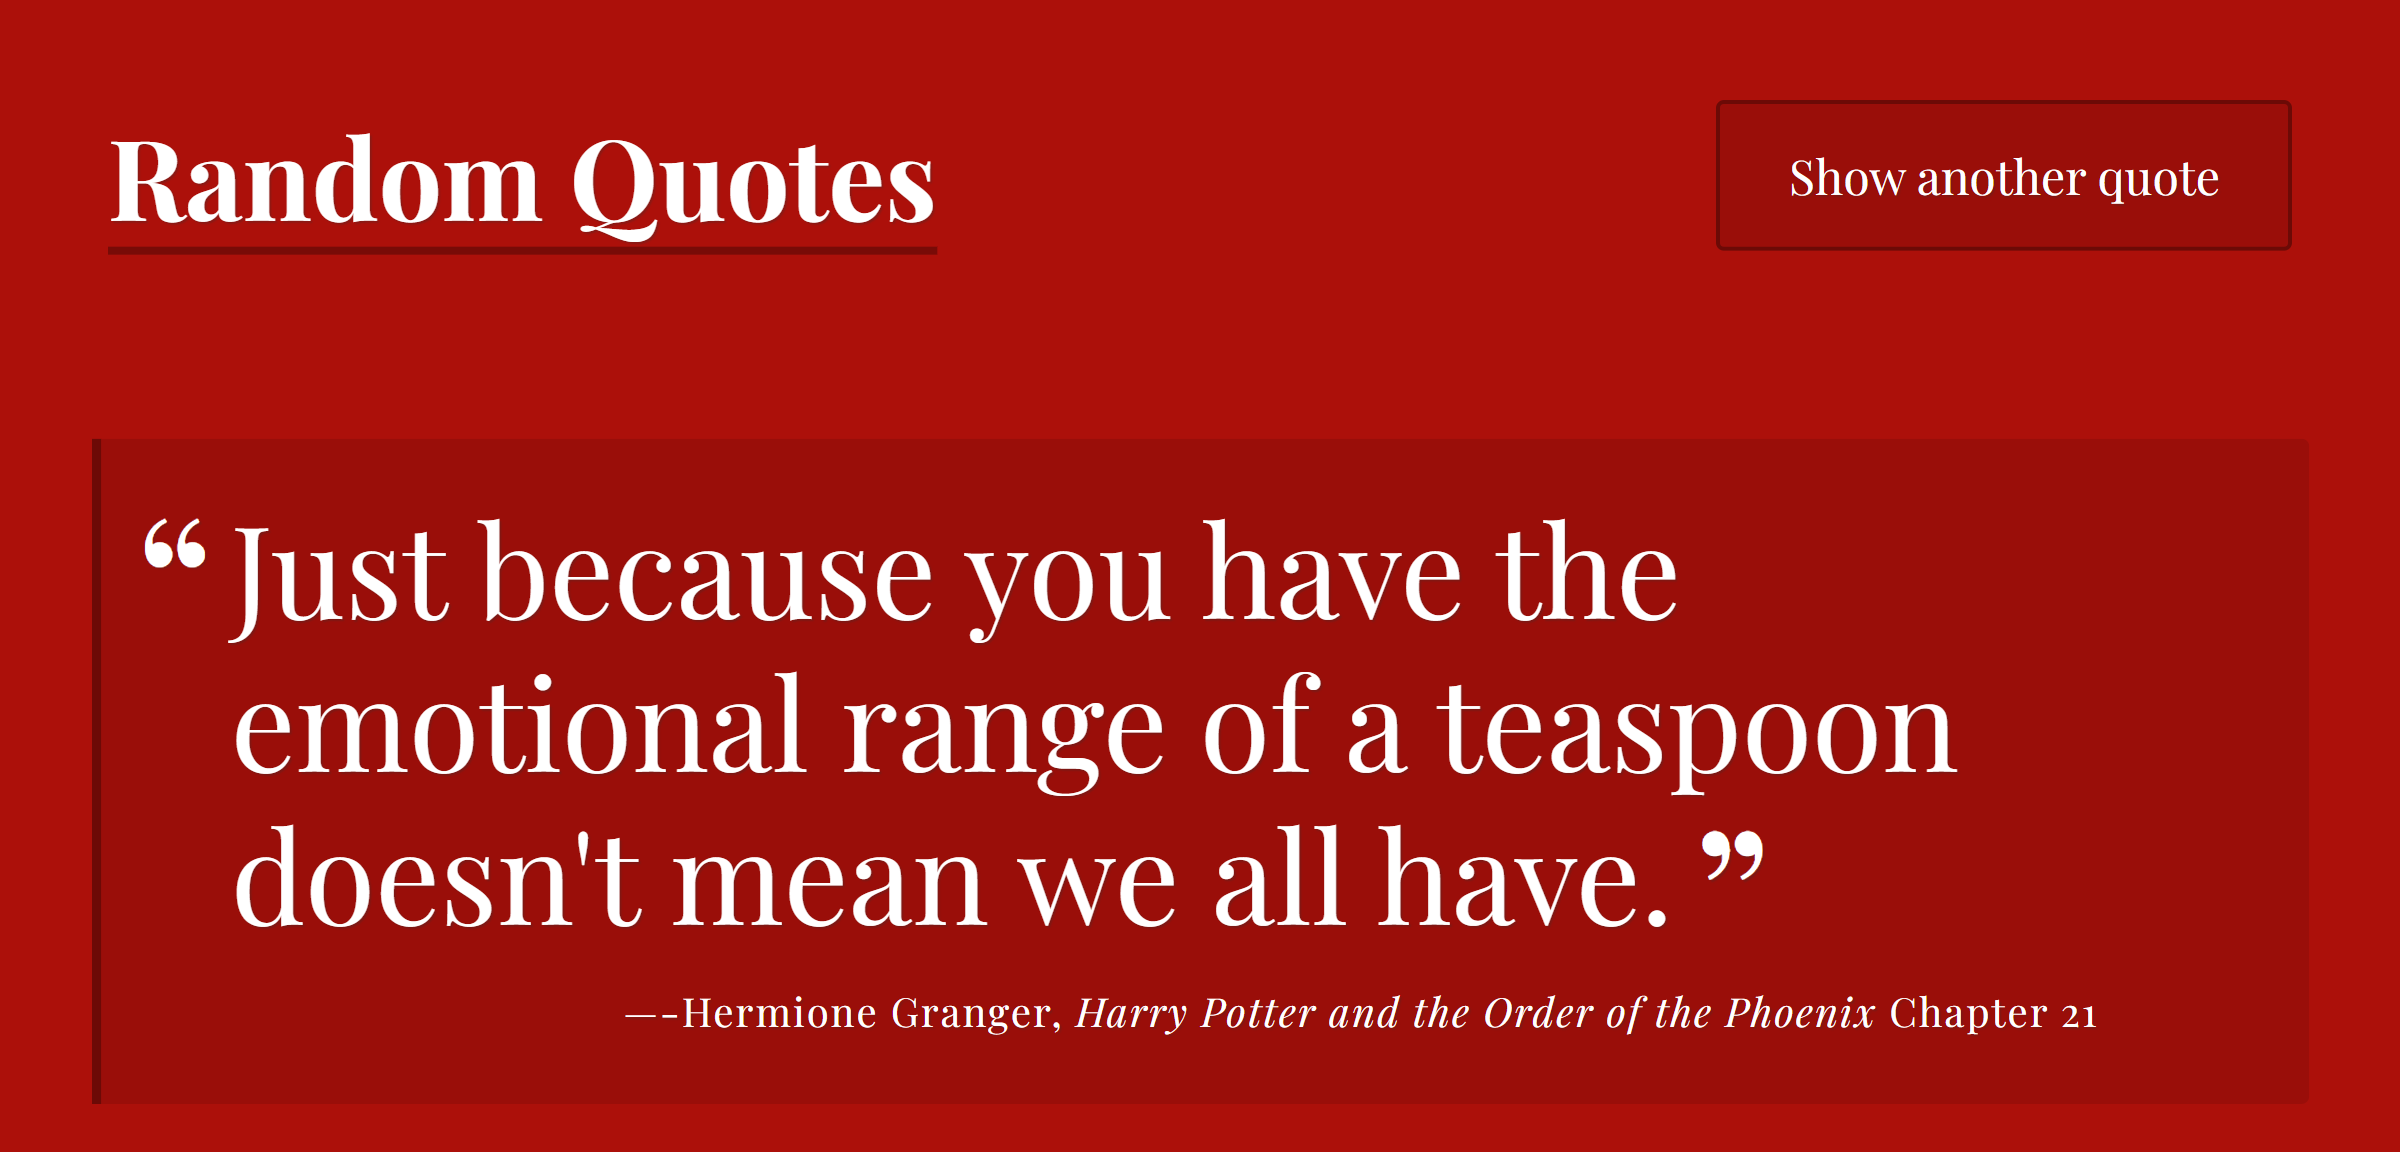 Random Quotes
Show another quote
“Just because you have the
emotional range of a teaspoon
doesn't mean we all have.”
—-Hermione Granger, Harry Potter and the Order of the Phoenix Chapter 21